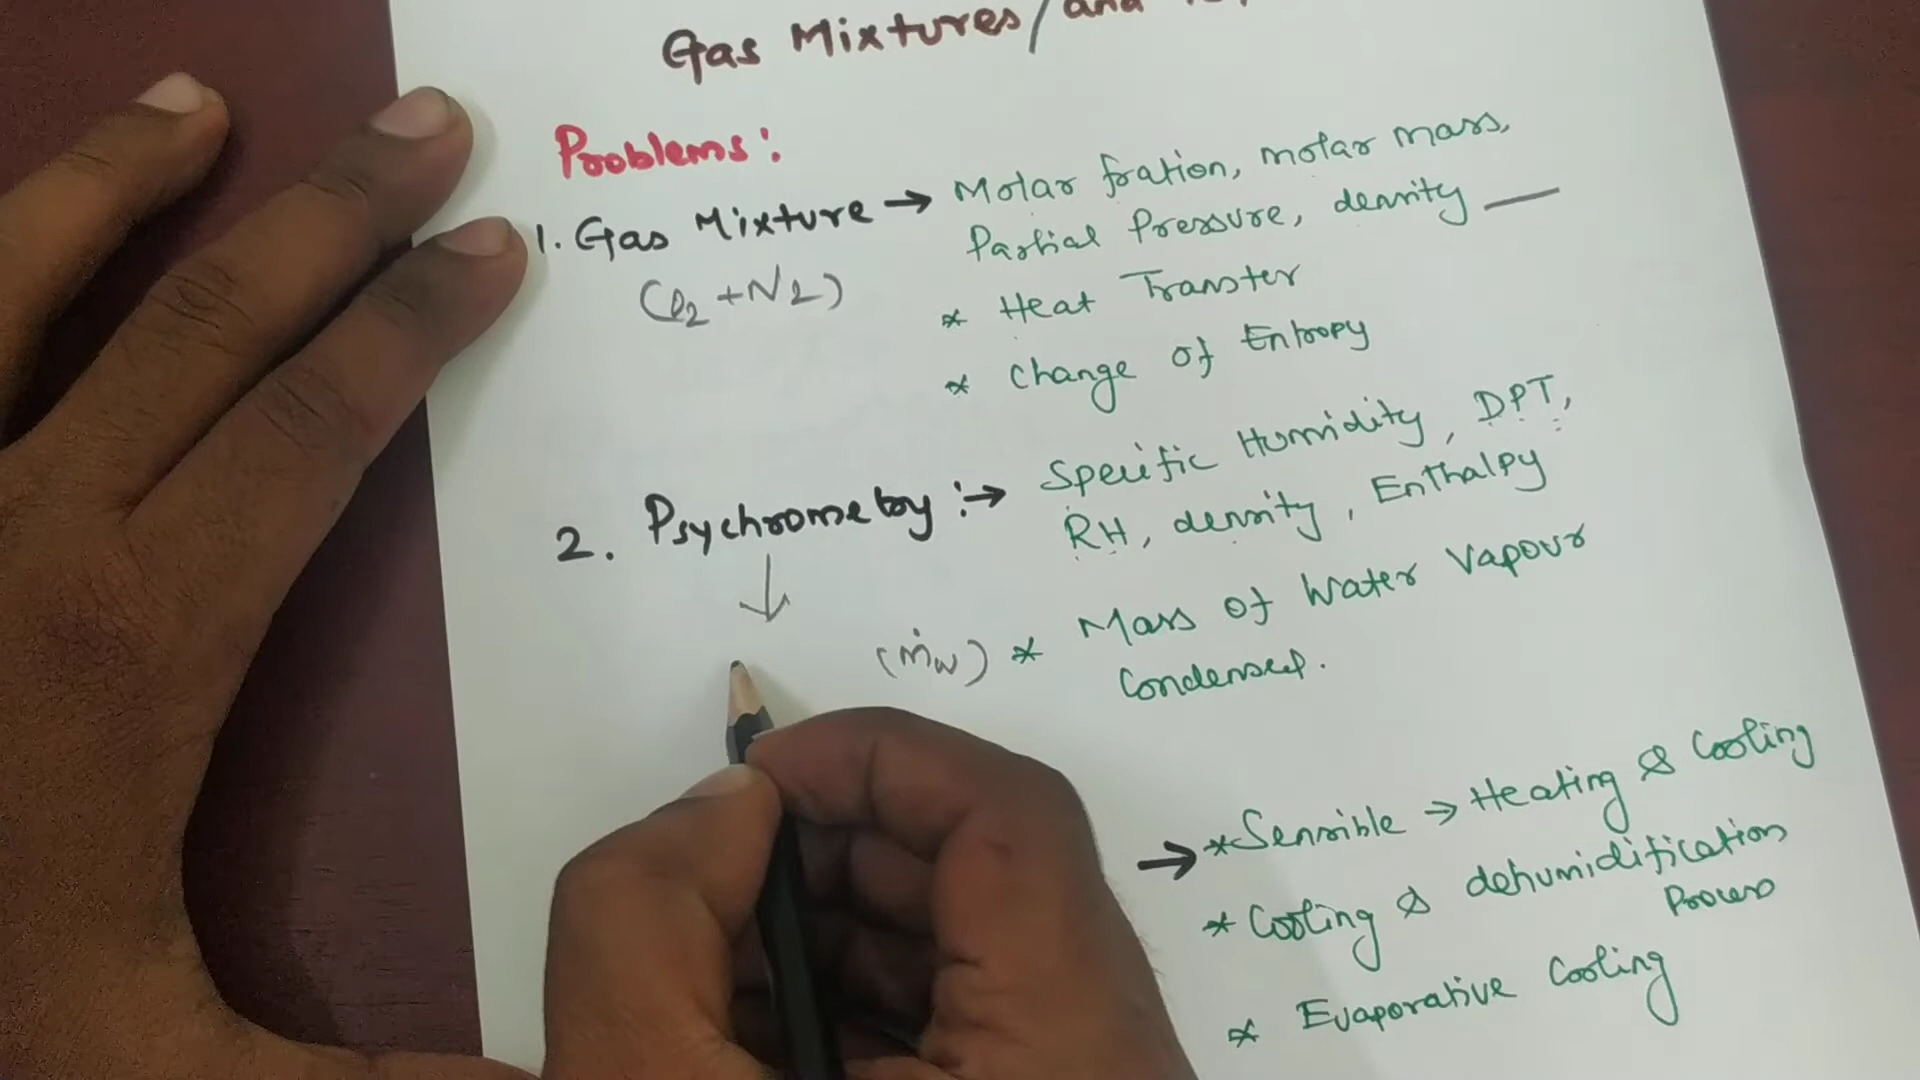 Gas Mixtures/and
Problems:
1. Gas Mixture → Molar fration, molar mass,
Partial Pressure, density —
(O2 + N2)
* Heat Transfer
* Change of Entropy
2. Psychrometry :→ Specific Humidity, DPT,
RH, density, Enthalpy
(ṁw) * Mass of Water Vapour
Condensed.
→ * Sensible → Heating & Cooling
* Cooling & dehumidification
Process
* Evaporative Cooling